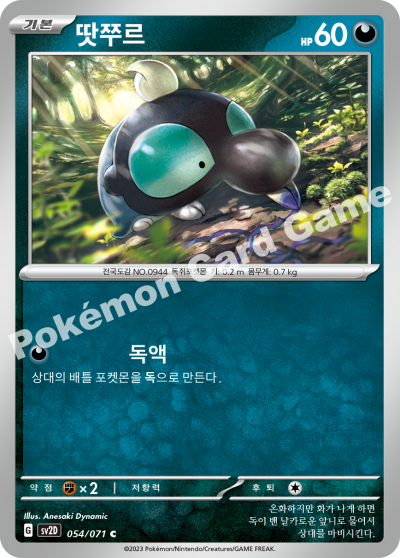 기본 땃쭈르 HP 60
전국도감 NO.0944 독쥐포켓몬 키: 0.2 m 몸무게: 0.7 kg
Pokémon Card Game
독액
상대의 배틀 포켓몬을 독으로 만든다.
약점 ×2 저항력 후퇴
Illus. Anesaki Dynamic
G SV2D 054/071 C
온화하지만 화가 나게 하면
독이 밴 날카로운 앞니로 물어서
상대를 마비시킨다.
©2023 Pokémon/Nintendo/Creatures/GAME FREAK.